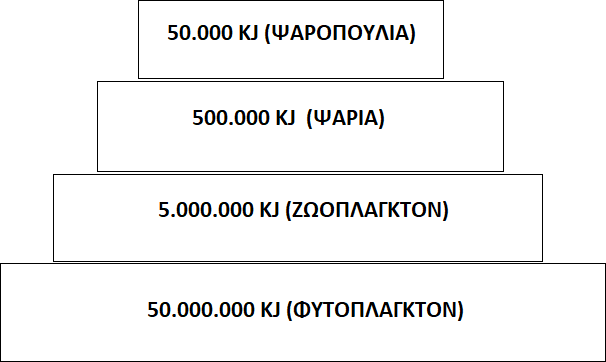 50.000 KJ (ΨΑΡΟΠΟΥΛΙΑ)
500.000 KJ (ΨΑΡΙΑ)
5.000.000 KJ (ΖΩΟΠΛΑΓΚΤΟΝ)
50.000.000 KJ (ΦΥΤΟΠΛΑΓΚΤΟΝ)